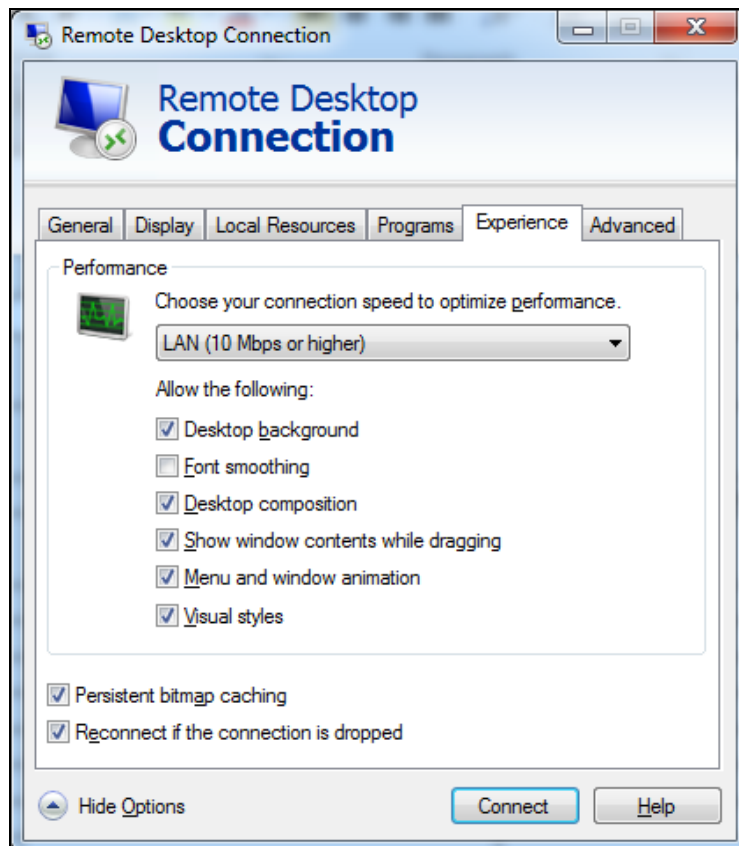 Remote Desktop Connection
Remote Desktop
Connection
General Display Local Resources Programs Experience Advanced
Performance
Choose your connection speed to optimize performance.
LAN (10 Mbps or higher)
Allow the following:
Desktop background
Font smoothing
Desktop composition
Show window contents while dragging
Menu and window animation
Visual styles
Persistent bitmap caching
Reconnect if the connection is dropped
Hide Options Connect Help